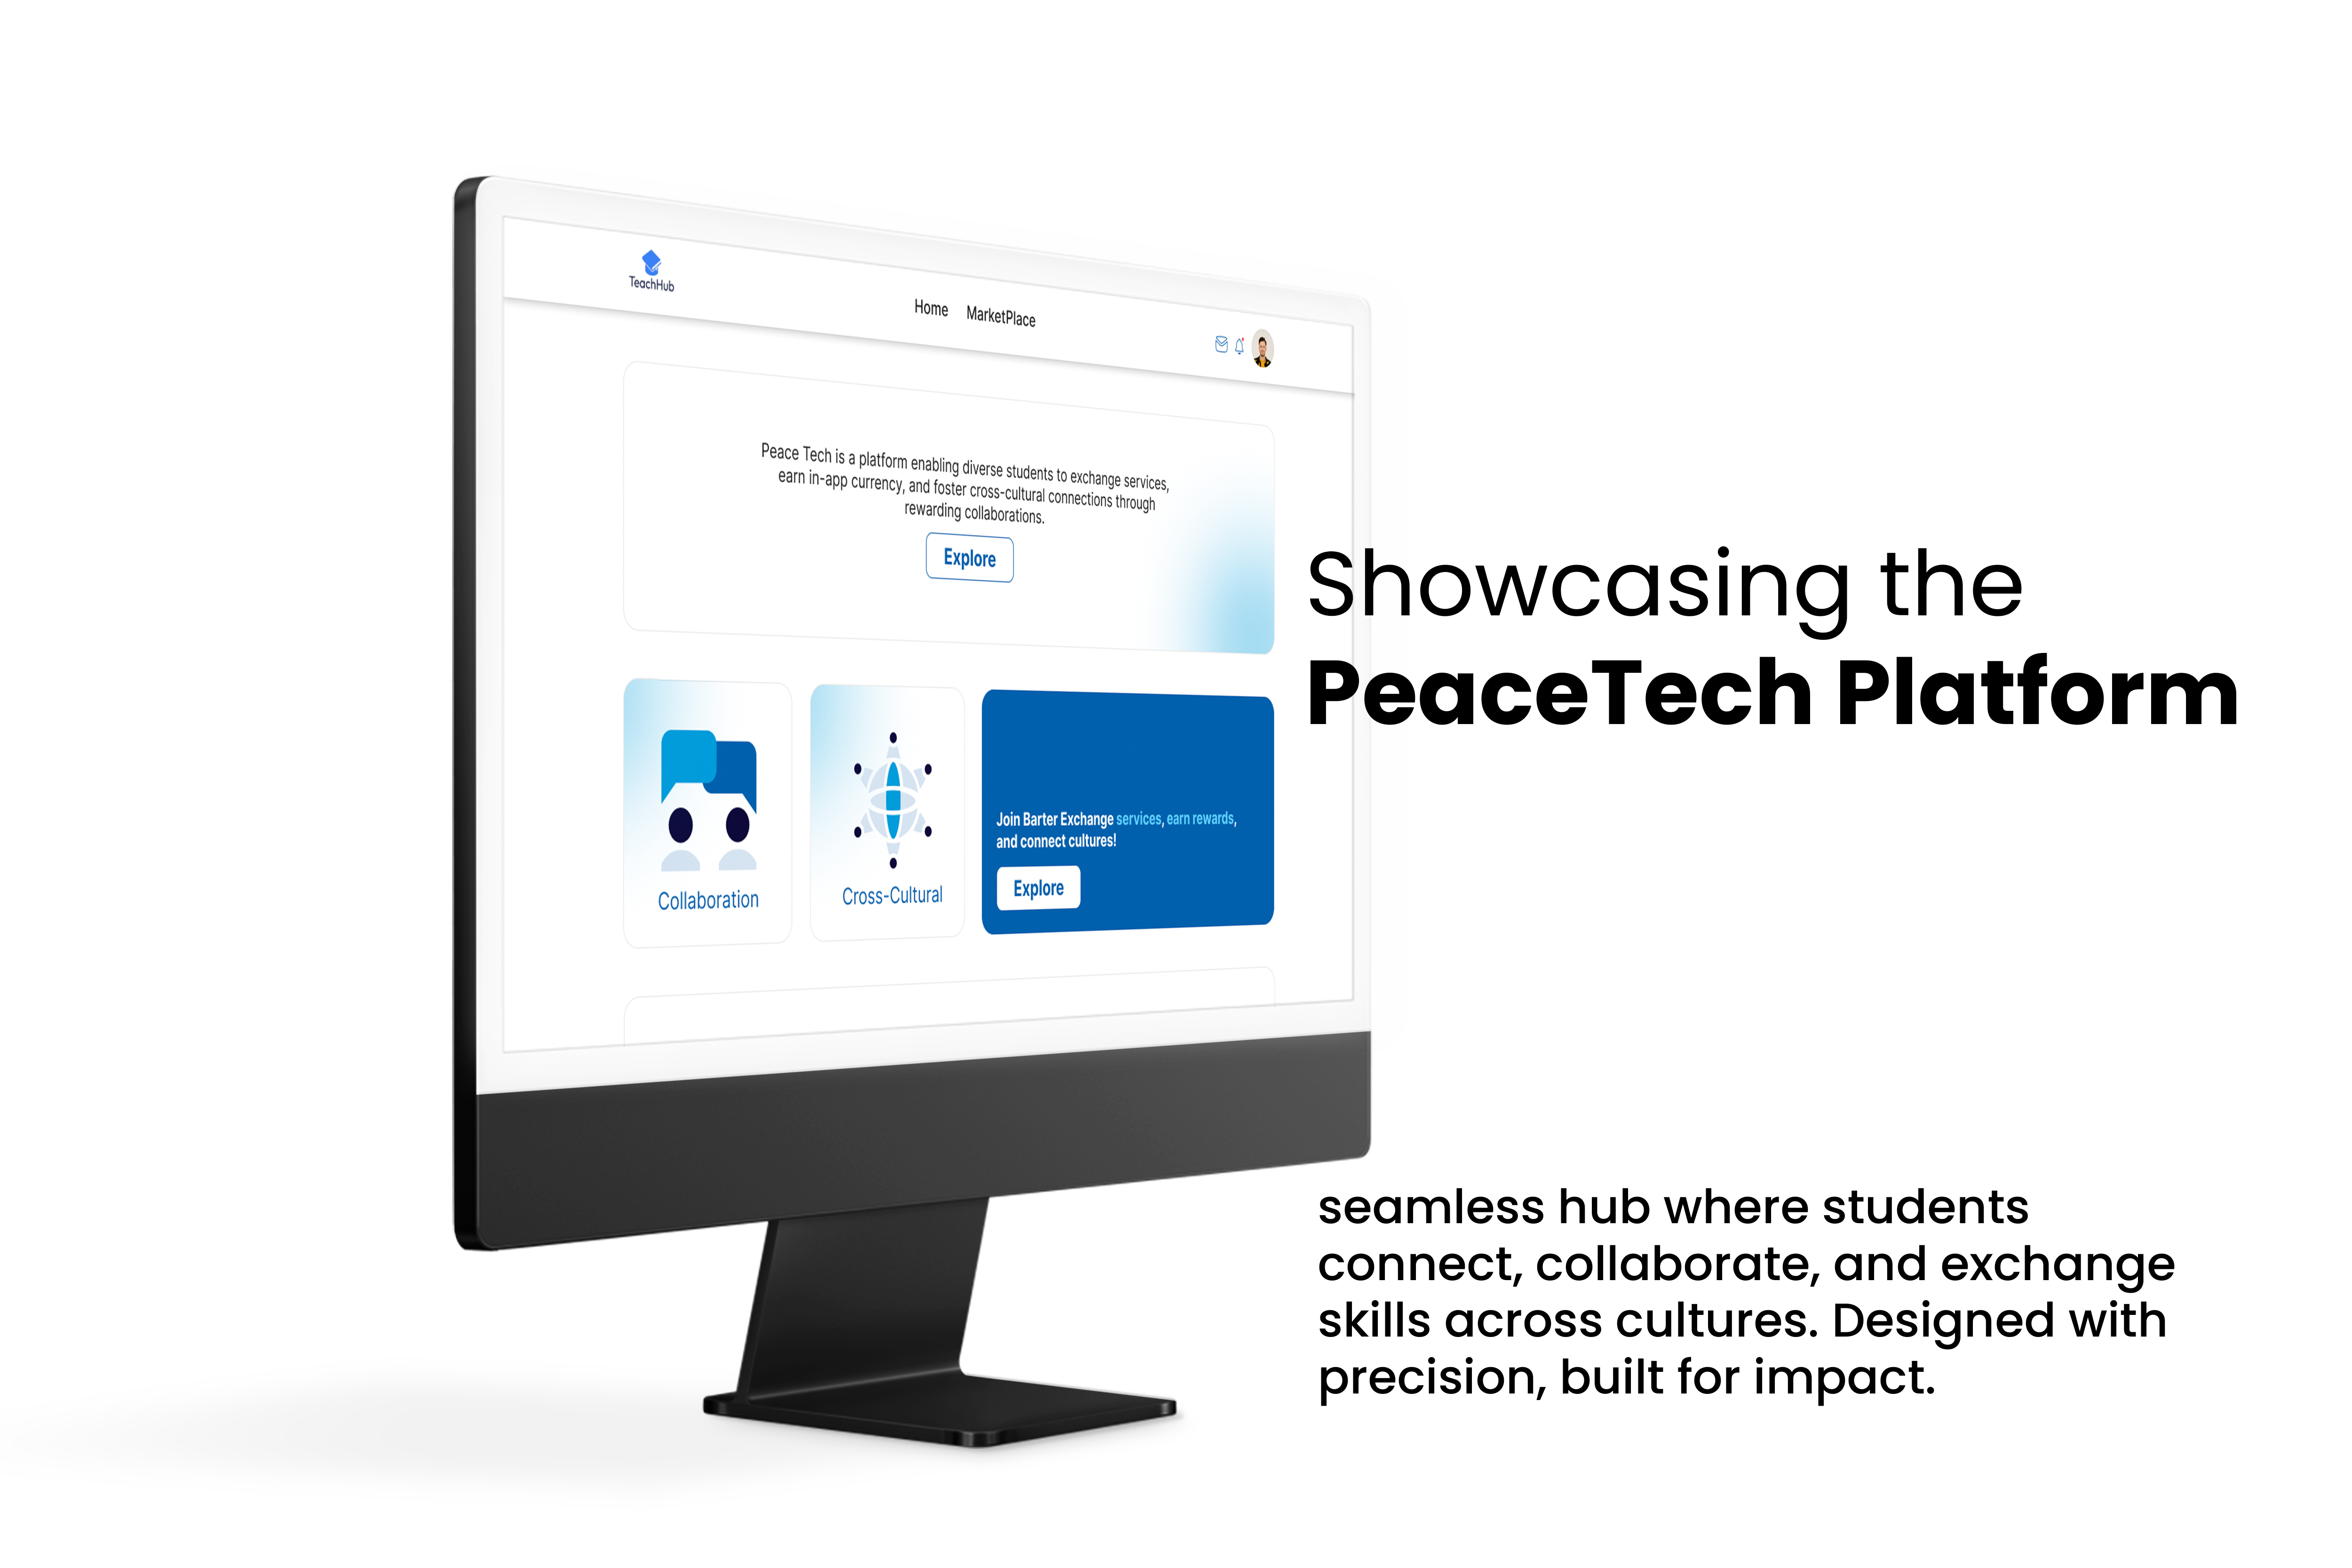 TeachHub
Home MarketPlace
Peace Tech is a platform enabling diverse students to exchange services,
earn in-app currency, and foster cross-cultural connections through
rewarding collaborations.
Explore
Showcasing the
PeaceTech Platform
Collaboration
Cross-Cultural
Join Barter Exchange services, earn rewards,
and connect cultures!
Explore
seamless hub where students
connect, collaborate, and exchange
skills across cultures. Designed with
precision, built for impact.